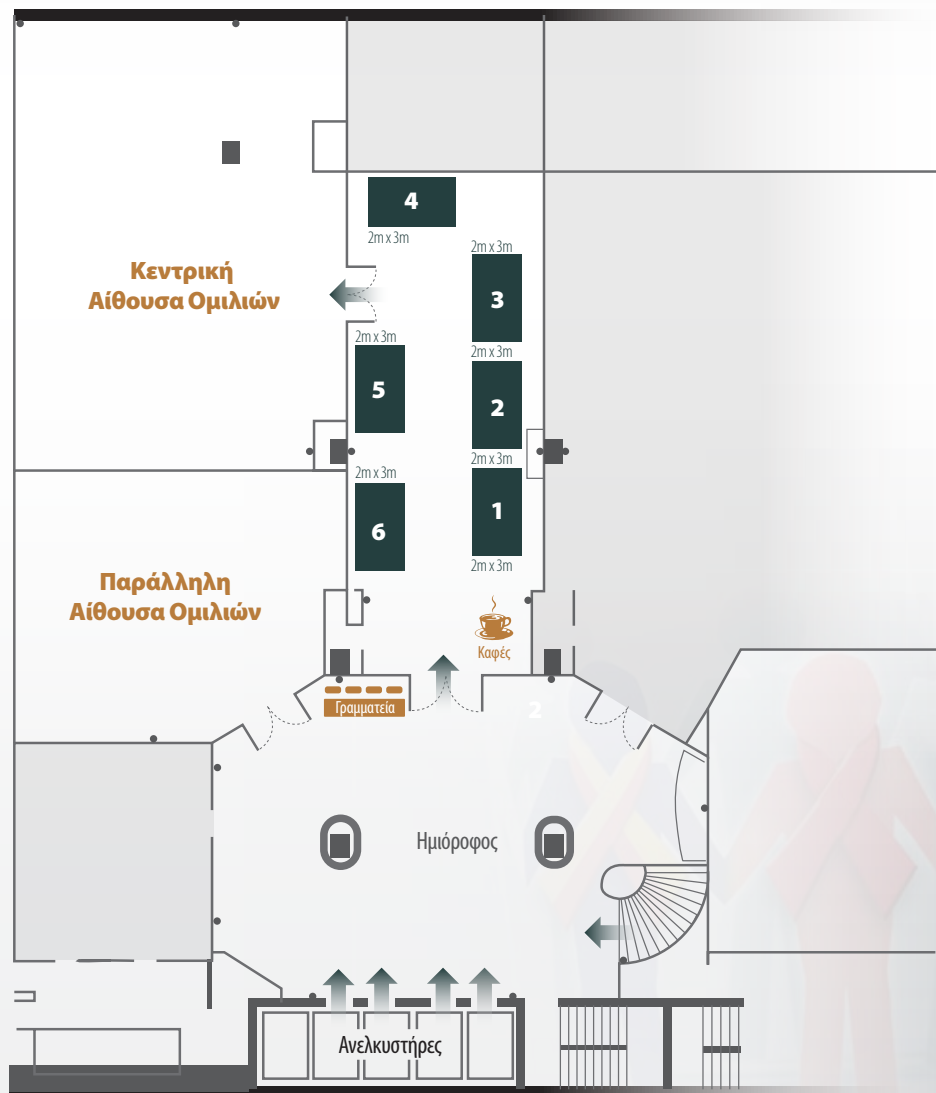 4
2m x 3m
2m x 3m
Κεντρική
Αίθουσα Ομιλιών
3
2m x 3m
2m x 3m
5
2
2m x 3m
2m x 3m
1
6
2m x 3m
Παράλληλη
Αίθουσα Ομιλιών
Καφές
Γραμματεία
2
Ημιόροφος
Ανελκυστήρες